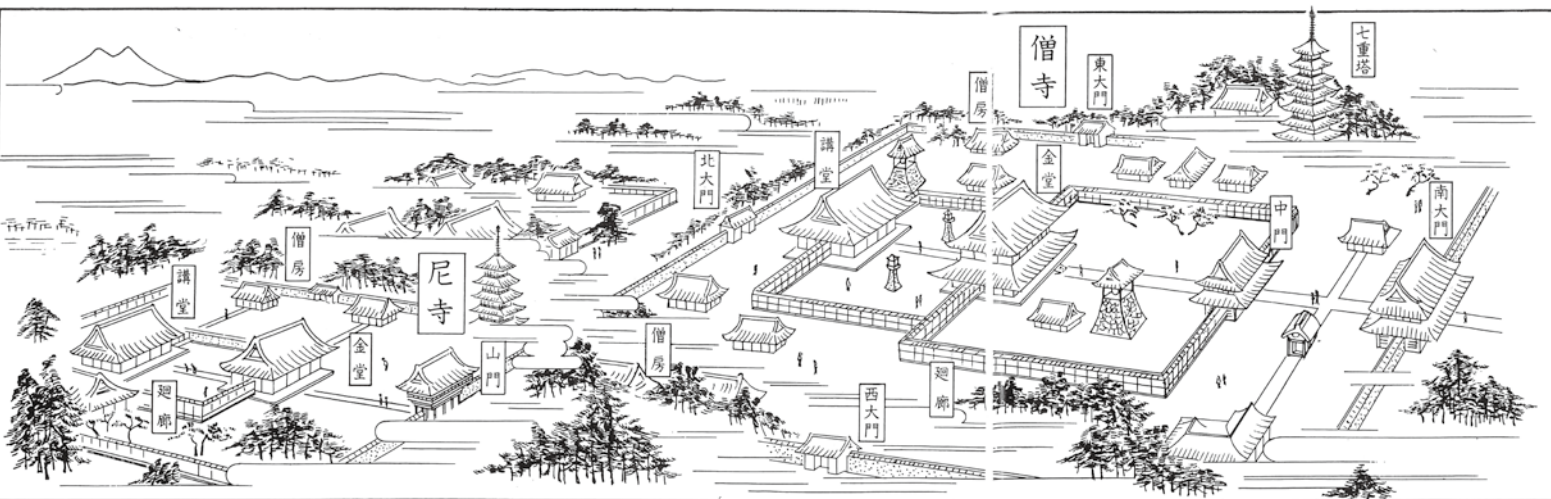 七重塔
僧寺
東大門
僧房
金堂
南大門
中門
講堂
北大門
廻廊
西大門
僧房
尼寺
山門
金堂
僧房
講堂
廻廊